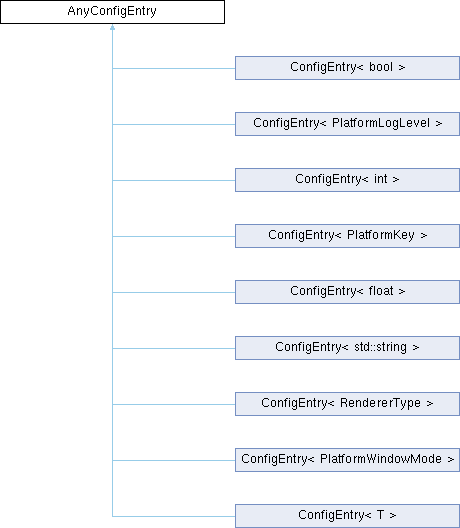 AnyConfigEntry
ConfigEntry< bool >
ConfigEntry< PlatformLogLevel >
ConfigEntry< int >
ConfigEntry< PlatformKey >
ConfigEntry< float >
ConfigEntry< std::string >
ConfigEntry< RendererType >
ConfigEntry< PlatformWindowMode >
ConfigEntry< T >